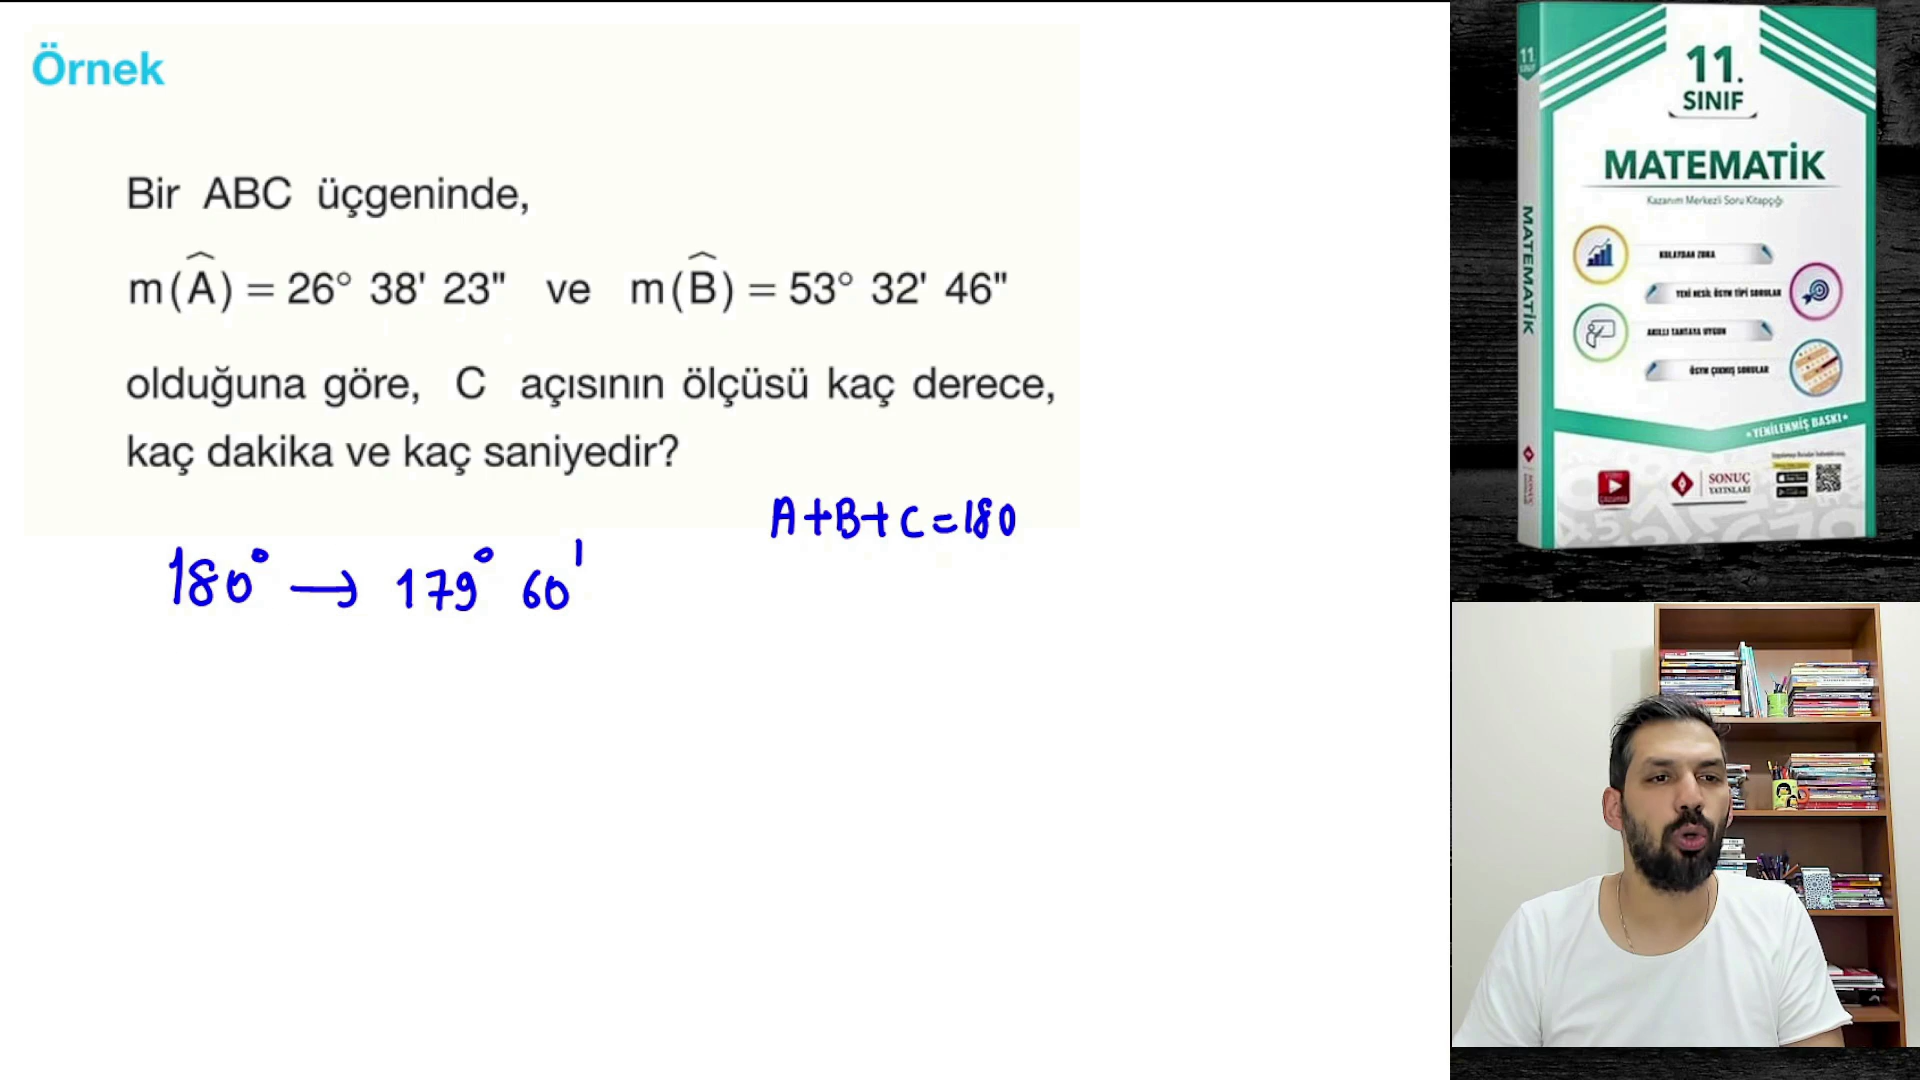 Örnek
Bir ABC üçgeninde,
m(A) = 26° 38' 23" ve m(B) = 53° 32' 46"
olduğuna göre, C açısının ölçüsü kaç derece,
kaç dakika ve kaç saniyedir?
A+B+C=180
180° → 179° 60'
11.
SINIF
MATEMATİK
Kazanım Merkezli Soru Kitapçığı
KOLAYDAN ZORA
YENİ NESİL ÖSYM TİPİ SORULAR
AKILLI TAHTAYA UYGUN
ÖSYM ÇIKMIŞ SORULAR
• YENİLENMİŞ BASKI •
SONUÇ
YAYINLARI
11.
SINIF
MATEMATİK